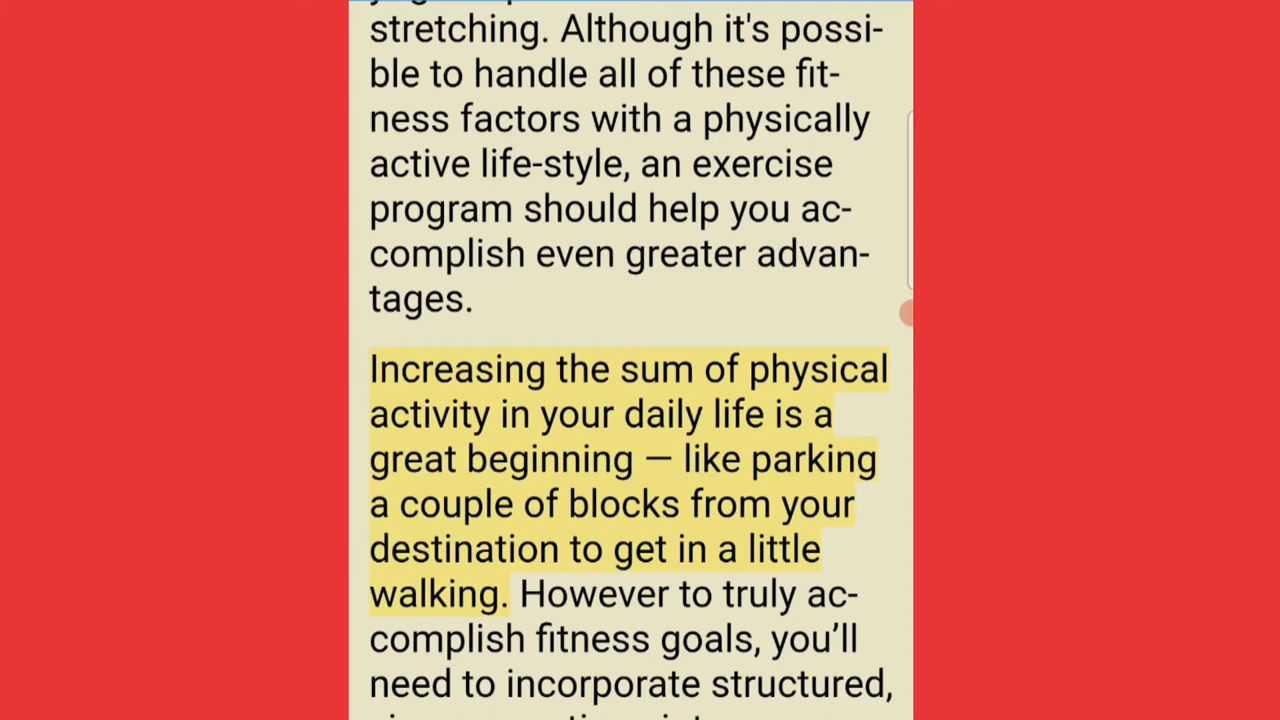 stretching. Although it's possi-
ble to handle all of these fit-
ness factors with a physically
active life-style, an exercise
program should help you ac-
complish even greater advan-
tages.
Increasing the sum of physical
activity in your daily life is a
great beginning — like parking
a couple of blocks from your
destination to get in a little
walking. However to truly ac-
complish fitness goals, you’ll
need to incorporate structured,